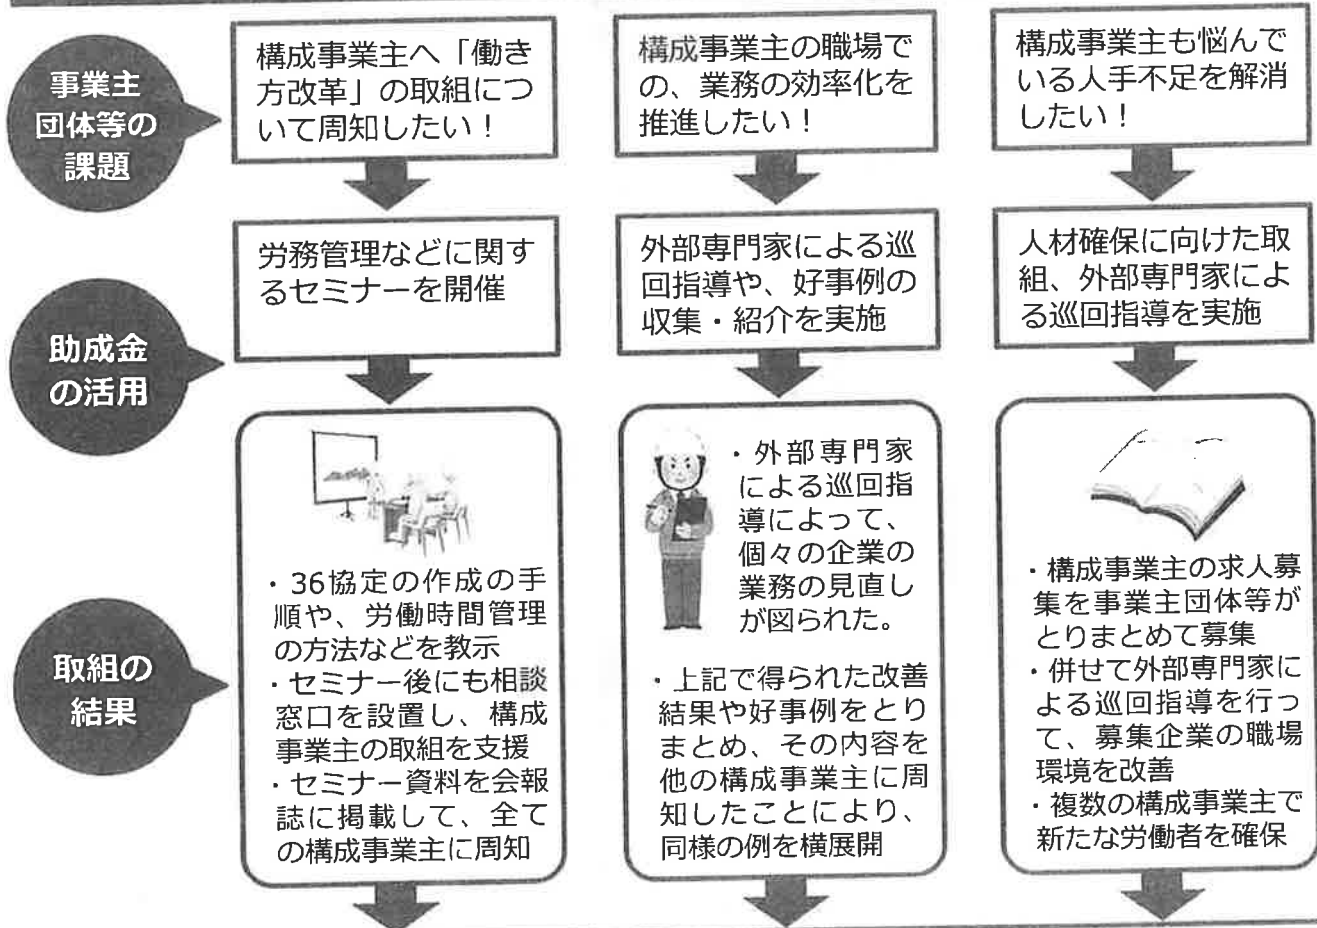 事業主
団体等の
課題
構成事業主へ「働き
方改革」の取組につ
いて周知したい！
構成事業主の職場で
の、業務の効率化を
推進したい！
構成事業主も悩んで
いる人手不足を解消
したい！
助成金
の活用
労務管理などに関す
るセミナーを開催
外部専門家による巡
回指導や、好事例の
収集・紹介を実施
人材確保に向けた取
組、外部専門家によ
る巡回指導を実施
取組の
結果
・36協定の作成の手
順や、労働時間管理
の方法などを教示
・セミナー後にも相談
窓口を設置し、構成
事業主の取組を支援
・セミナー資料を会報
誌に掲載して、全て
の構成事業主に周知
・外部専門家
による巡回指
導によって、
個々の企業の
業務の見直し
が図られた。
・上記で得られた改善
結果や好事例をとり
まとめ、その内容を
他の構成事業主に周
知したことにより、
同様の例を横展開
・構成事業主の求人募
集を事業主団体等が
とりまとめて募集
・併せて外部専門家に
よる巡回指導を行っ
て、募集企業の職場
環境を改善
・複数の構成事業主で
新たな労働者を確保